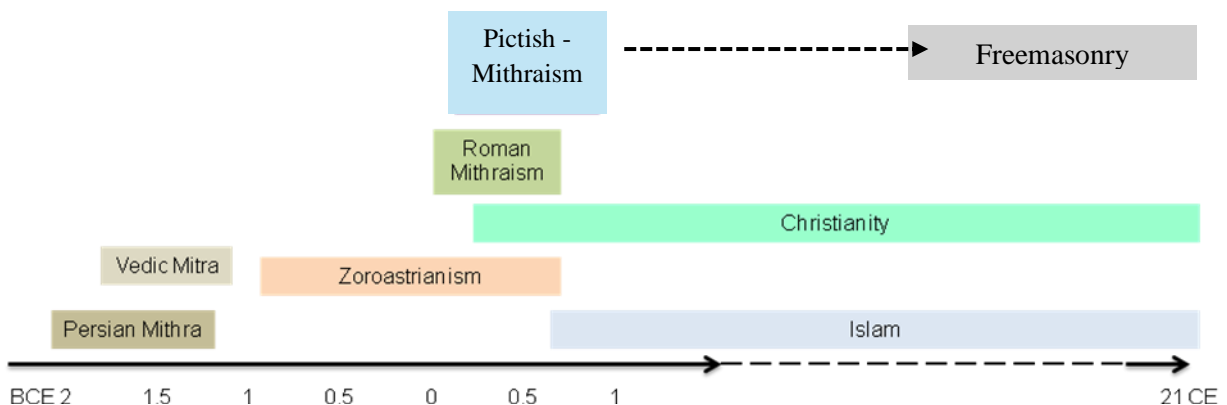 Pictish -
Mithraism
Freemasonry
Roman
Mithraism
Christianity
Vedic Mitra
Zoroastrianism
Persian Mithra
Islam
BCE 2 1.5 1 0.5 0 0.5 1 21 CE